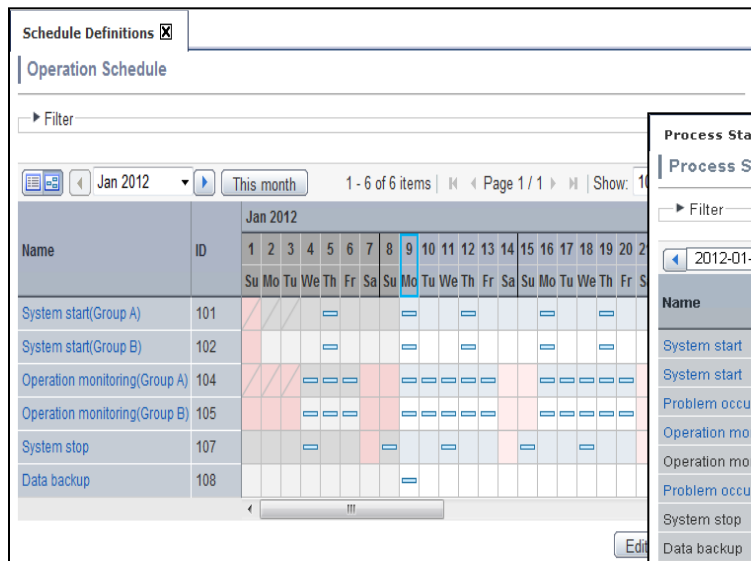 Schedule Definitions
Operation Schedule
Filter
Jan 2012
This month
1 - 6 of 6 items
Page 1 / 1
Show:
Name
ID
Jan 2012
1 2 3 4 5 6 7 8 9 10 11 12 13 14 15 16 17 18 19 20
Su Mo Tu We Th Fr Sa Su Mo Tu We Th Fr Sa Su Mo Tu We Th Fr
System start(Group A) 101
System start(Group B) 102
Operation monitoring(Group A) 104
Operation monitoring(Group B) 105
System stop 107
Data backup 108
Edit
Process Sta
Process S
Filter
2012-01-
Name
System start
System start
Problem occu
Operation mo
Operation mo
Problem occu
System stop
Data backup